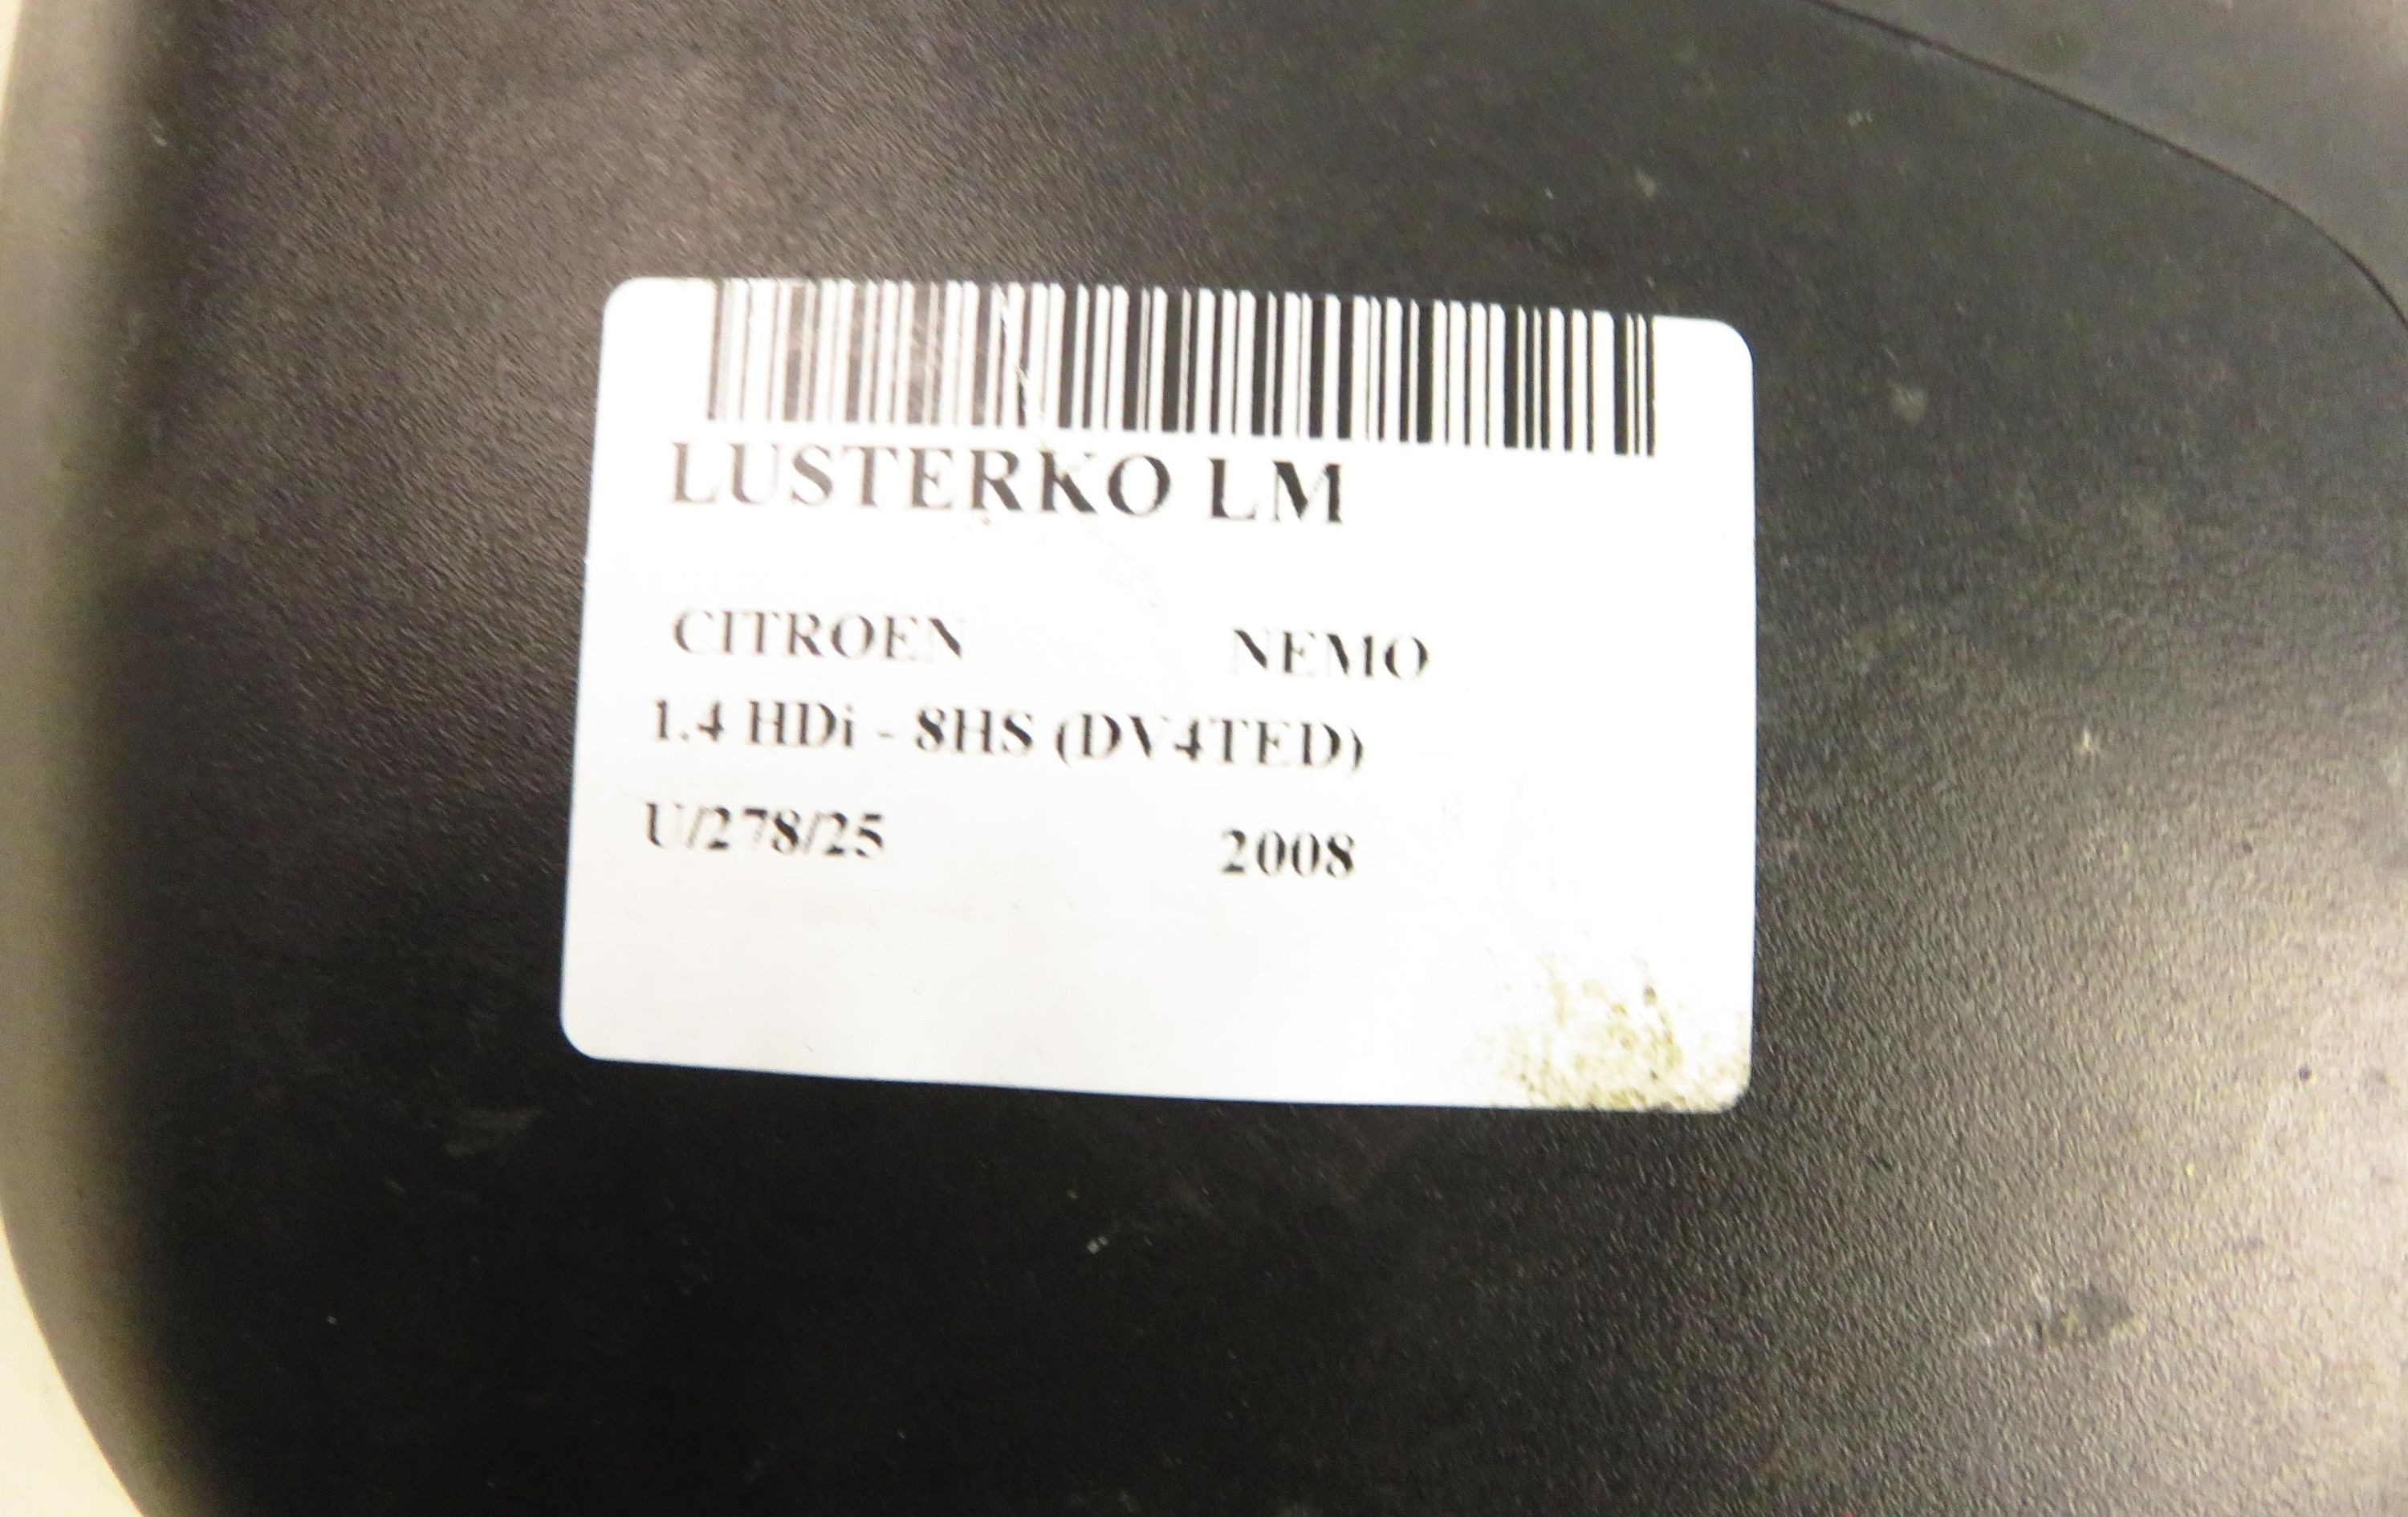 LUSTERKO LM
CITROEN NEMO
1.4 HDi - 8HS (DV4TED)
U/278/25 2008